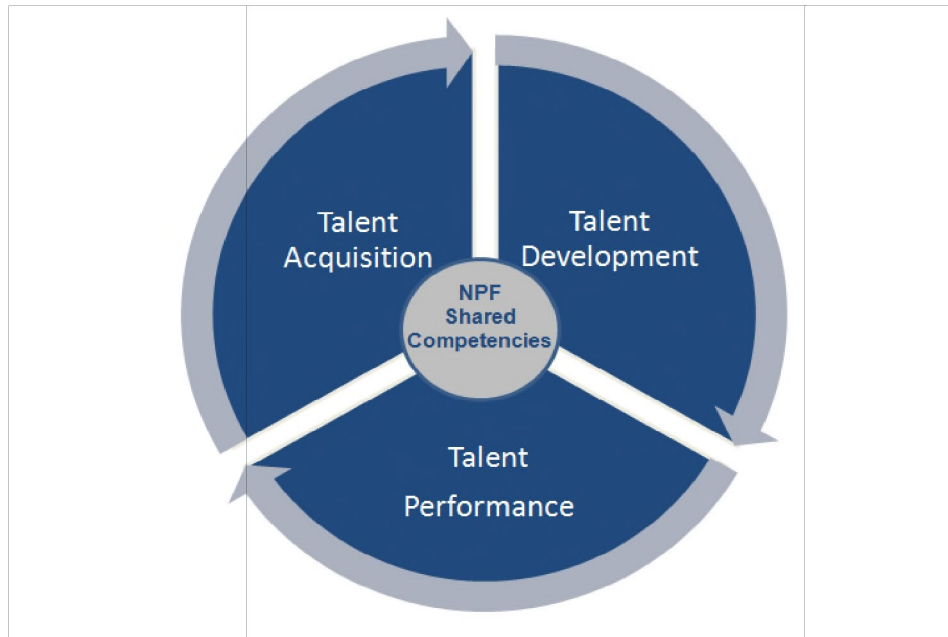 Talent
Acquisition
Talent
Development
NPF
Shared
Competencies
Talent
Performance